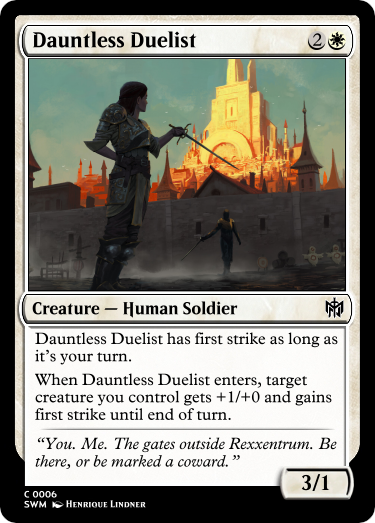 Dauntless Duelist 2
Creature — Human Soldier
Dauntless Duelist has first strike as long as
it's your turn.
When Dauntless Duelist enters, target
creature you control gets +1/+0 and gains
first strike until end of turn.
“You. Me. The gates outside Rexxentrum. Be
there, or be marked a coward.”
3/1
C 0006
SWM Henrique Lindner